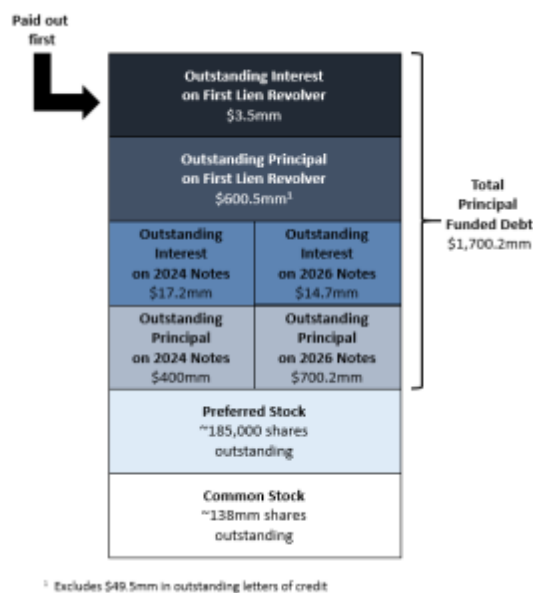 Paid out
first
Outstanding Interest
on First Lien Revolver
$3.5mm
Outstanding Principal
on First Lien Revolver
$600.5mm¹
Total
Principal
Funded Debt
$1,700.2mm
Outstanding
Interest
on 2024 Notes
$17.2mm
Outstanding
Interest
on 2026 Notes
$14.7mm
Outstanding
Principal
on 2024 Notes
$400mm
Outstanding
Principal
on 2026 Notes
$700.2mm
Preferred Stock
~185,000 shares
outstanding
Common Stock
~138mm shares
outstanding
¹ Excludes $49.5mm in outstanding letters of credit